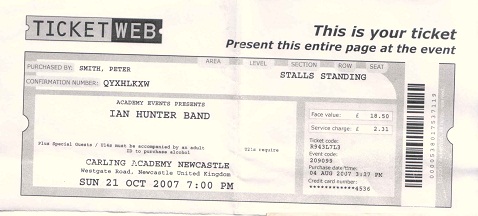 TICKETWEB
This is your ticket
Present this entire page at the event
AREA LEVEL SECTION ROW SEAT
PURCHASED BY: SMITH, PETER
STALLS STANDING
CONFIRMATION NUMBER: QYXHLKXW
ACADEMY EVENTS PRESENTS
IAN HUNTER BAND
Plus Special Guests / U14s must be accompanied by an adult
ID to purchase alcohol
require
CARLING ACADEMY NEWCASTLE
Westgate Road, Newcastle United Kingdom
SUN 21 OCT 2007 7:00 PM
Face value: £ 18.50
Service charge: £ 2.31
Ticket code:
R943L7L3
Event code:
209099
Purchase date/time:
04 AUG 2007 3:37 PM
Credit card number:
************4536